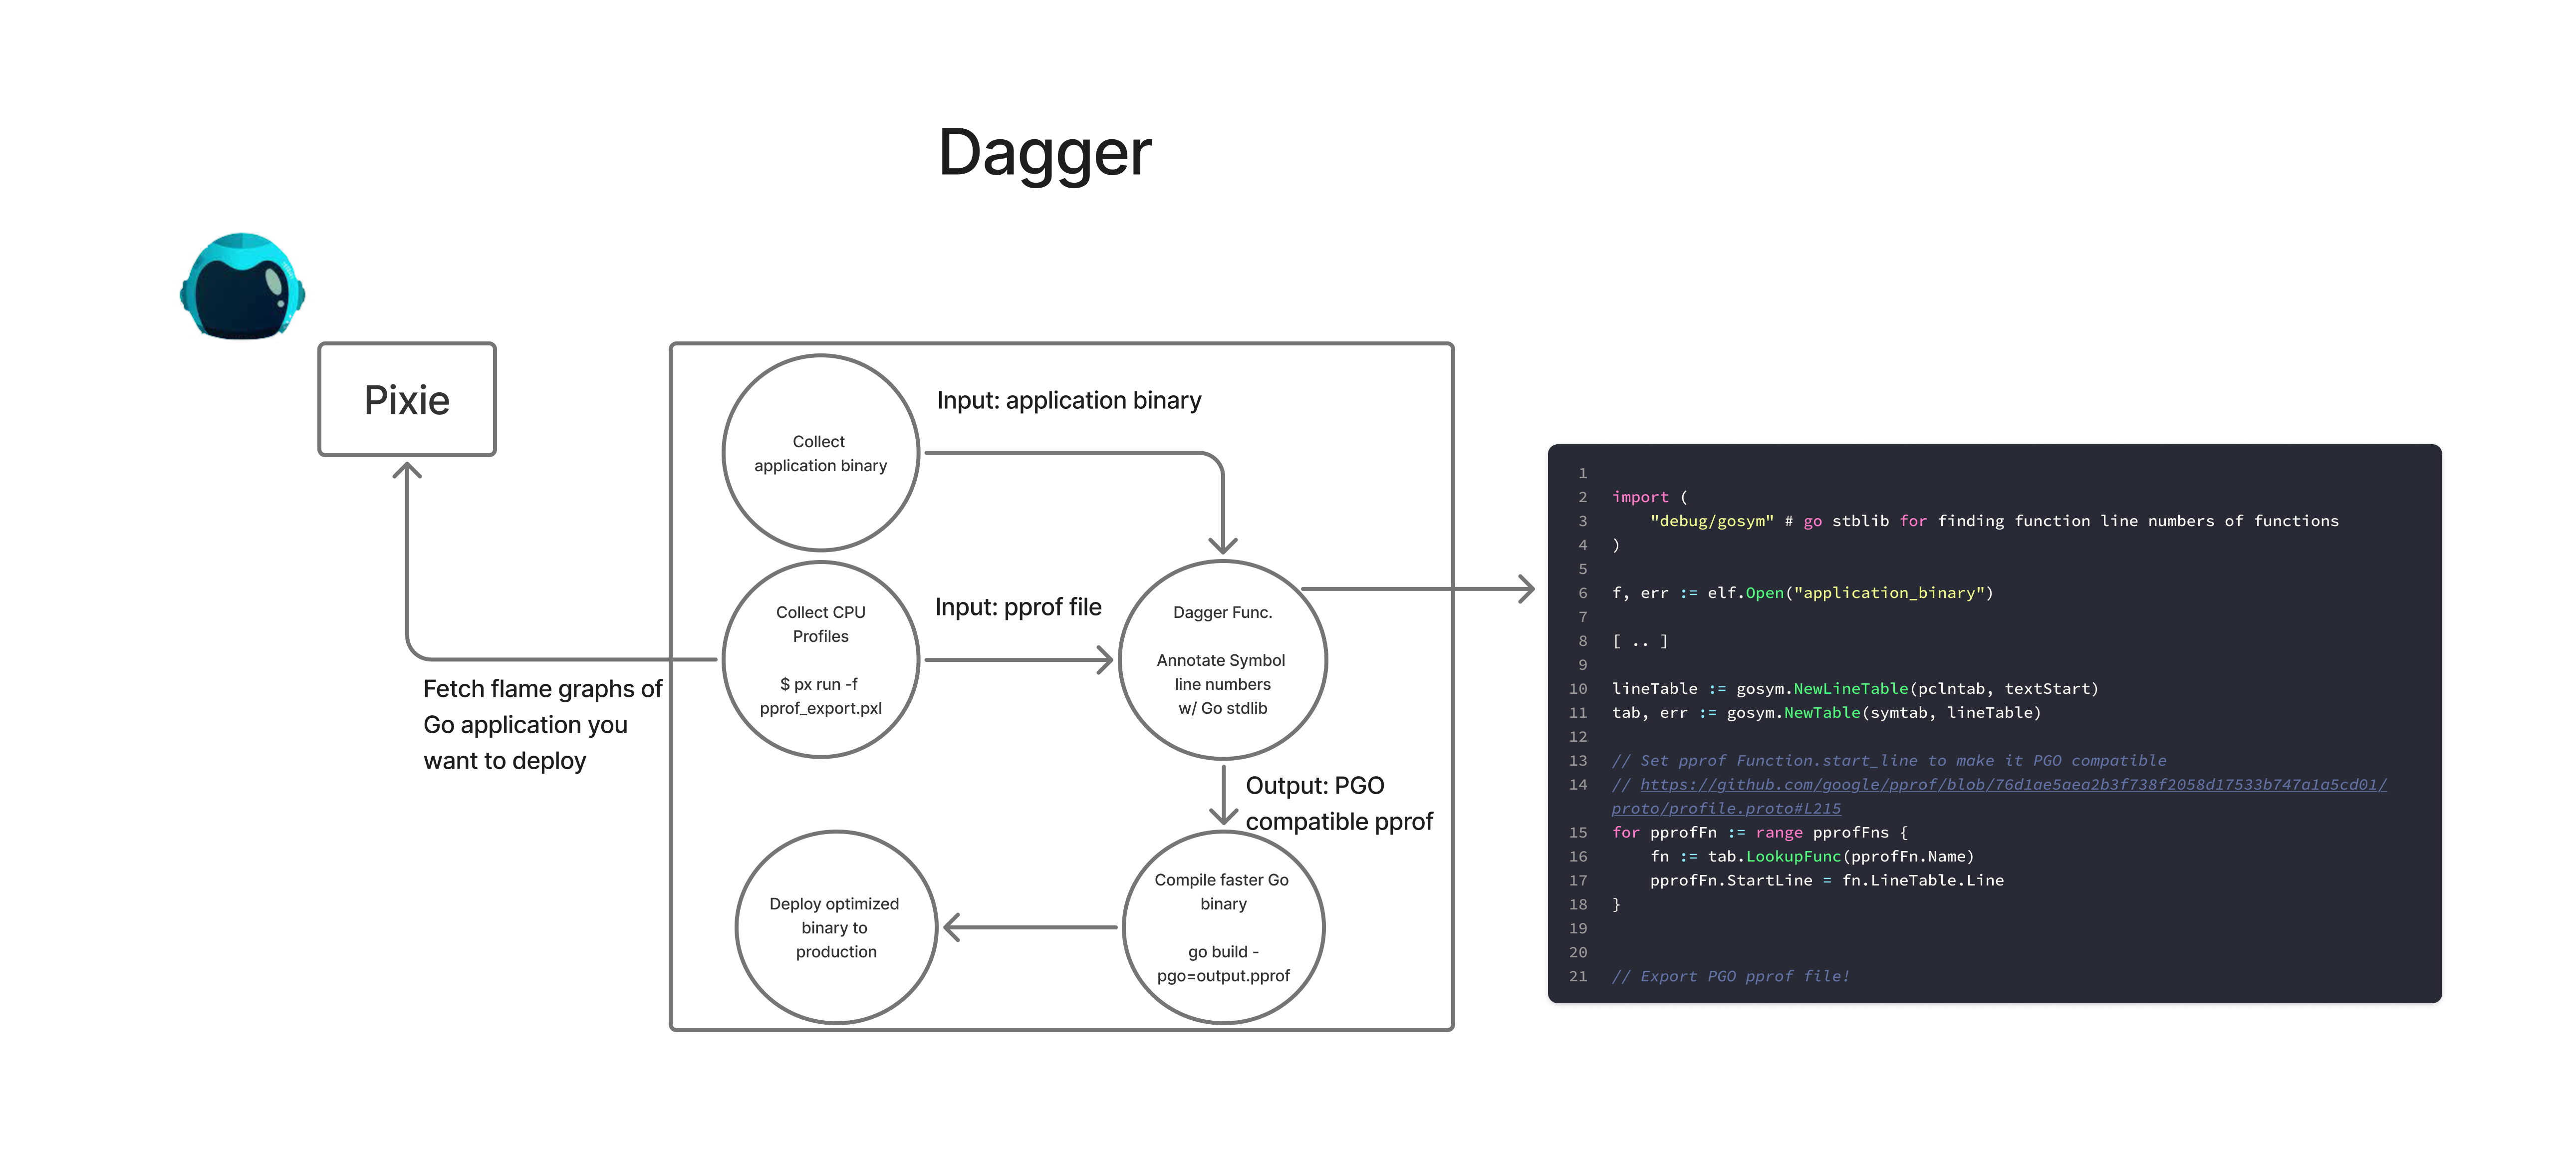 Dagger
Pixie
Collect
application binary
Input: application binary
Collect CPU
Profiles
$ px run -f
pprof_export.pxl
Input: pprof file
Dagger Func.
Annotate Symbol
line numbers
w/ Go stdlib
Fetch flame graphs of
Go application you
want to deploy
Output: PGO
compatible pprof
Compile faster Go
binary
go build -
pgo=output.pprof
Deploy optimized
binary to
production
1
2 import (
3 "debug/gosym" # go stblib for finding function line numbers of functions
4 )
5
6 f, err := elf.Open("application_binary")
7
8 [ .. ]
9
10 lineTable := gosym.NewLineTable(pclntab, textStart)
11 tab, err := gosym.NewTable(symtab, lineTable)
12
13 // Set pprof Function.start_line to make it PGO compatible
14 // https://github.com/google/pprof/blob/76d1ae5aea2b3f738f2058d17533b747a1a5cd01/
proto/profile.proto#L215
15 for pprofFn := range pprofFns {
16 fn := tab.LookupFunc(pprofFn.Name)
17 pprofFn.StartLine = fn.LineTable.Line
18 }
19
20
21 // Export PGO pprof file!